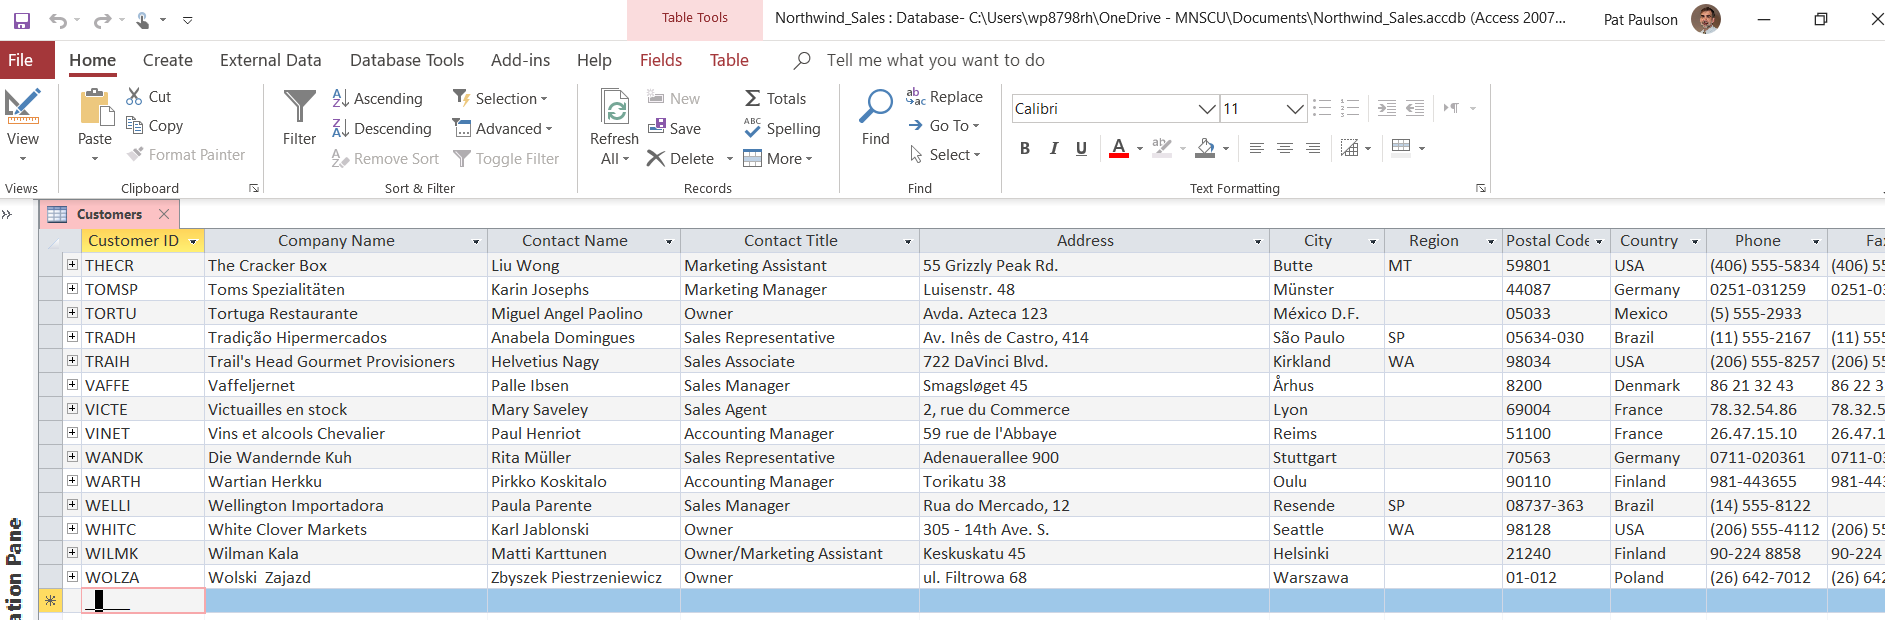 Table Tools
Northwind_Sales : Database- C:\Users\wp8798rh\OneDrive - MNSCU\Documents\Northwind_Sales.accdb (Access 2007...
Pat Paulson
File Home Create External Data Database Tools Add-ins Help Fields Table Tell me what you want to do
View
Views
Paste
Cut
Copy
Format Painter
Clipboard
Filter
Ascending
Descending
Remove Sort
Selection
Advanced
Toggle Filter
Sort & Filter
Refresh
All
New
Save
Delete
Totals
Spelling
More
Records
Find
Replace
Go To
Select
Find
Calibri 11
B I U A
Text Formatting
Customers
Customer ID Company Name Contact Name Contact Title Address City Region Postal Code Country Phone Fa
THECR The Cracker Box Liu Wong Marketing Assistant 55 Grizzly Peak Rd. Butte MT 59801 USA (406) 555-5834 (406) 55
TOMSP Toms Spezialitäten Karin Josephs Marketing Manager Luisenstr. 48 Münster 44087 Germany 0251-031259 0251-03
TORTU Tortuga Restaurante Miguel Angel Paolino Owner Avda. Azteca 123 México D.F. 05033 Mexico (5) 555-2933
TRADH Tradição Hipermercados Anabela Domingues Sales Representative Av. Inês de Castro, 414 São Paulo SP 05634-030 Brazil (11) 555-2167 (11) 555
TRAIH Trail's Head Gourmet Provisioners Helvetius Nagy Sales Associate 722 DaVinci Blvd. Kirkland WA 98034 USA (206) 555-8257 (206) 55
VAFFE Vaffeljernet Palle Ibsen Sales Manager Smagsløget 45 Århus 8200 Denmark 86 21 32 43 86 22 3
VICTE Victuailles en stock Mary Saveley Sales Agent 2, rue du Commerce Lyon 69004 France 78.32.54.86 78.32.5
VINET Vins et alcools Chevalier Paul Henriot Accounting Manager 59 rue de l'Abbaye Reims 51100 France 26.47.15.10 26.47.1
WANDK Die Wandernde Kuh Rita Müller Sales Representative Adenauerallee 900 Stuttgart 70563 Germany 0711-020361 0711-03
WARTH Wartian Herkku Pirkko Koskitalo Accounting Manager Torikatu 38 Oulu 90110 Finland 981-443655 981-443
WELLI Wellington Importadora Paula Parente Sales Manager Rua do Mercado, 12 Resende SP 08737-363 Brazil (14) 555-8122
WHITC White Clover Markets Karl Jablonski Owner 305 - 14th Ave. S. Seattle WA 98128 USA (206) 555-4112 (206) 55
WILMK Wilman Kala Matti Karttunen Owner/Marketing Assistant Keskuskatu 45 Helsinki 21240 Finland 90-224 8858 90-224
WOLZA Wolski Zajazd Zbyszek Piestrzeniewicz Owner ul. Filtrowa 68 Warszawa 01-012 Poland (26) 642-7012 (26) 642
ation Pane